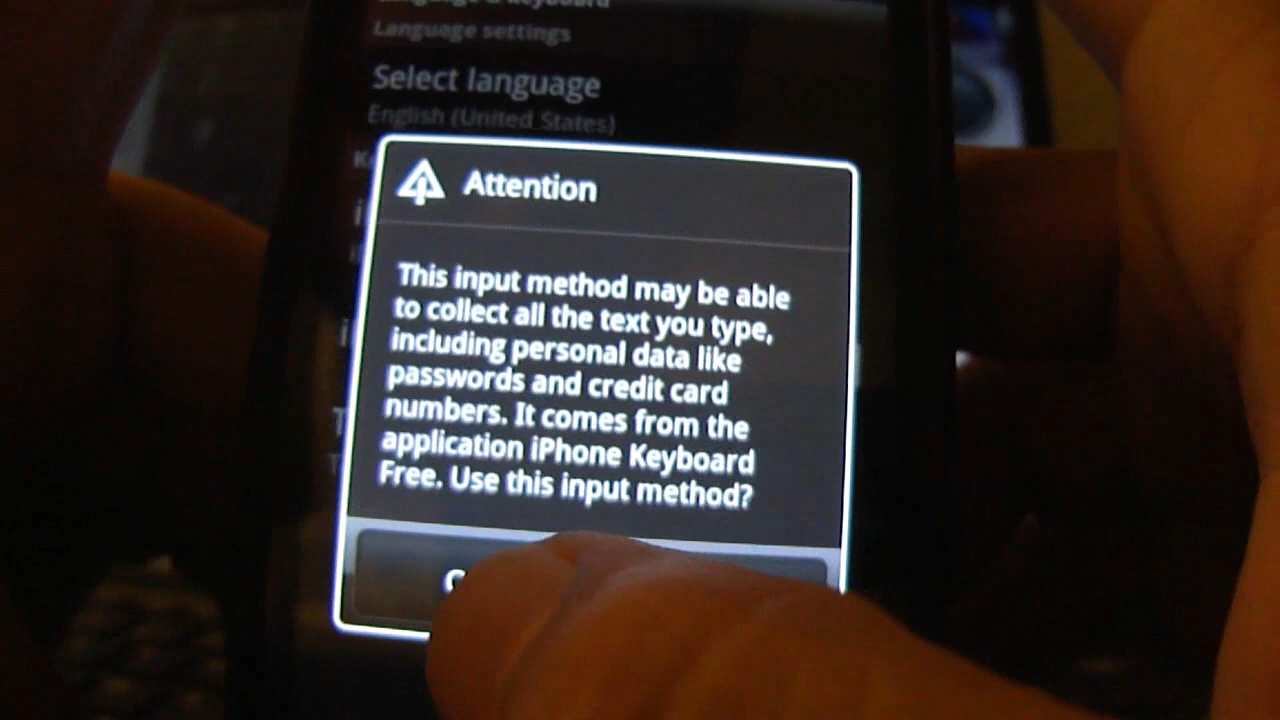 Language & keyboard
Language settings
Select language
English (United States)
Attention
This input method may be able
to collect all the text you type,
including personal data like
passwords and credit card
numbers. It comes from the
application iPhone Keyboard
Free. Use this input method?